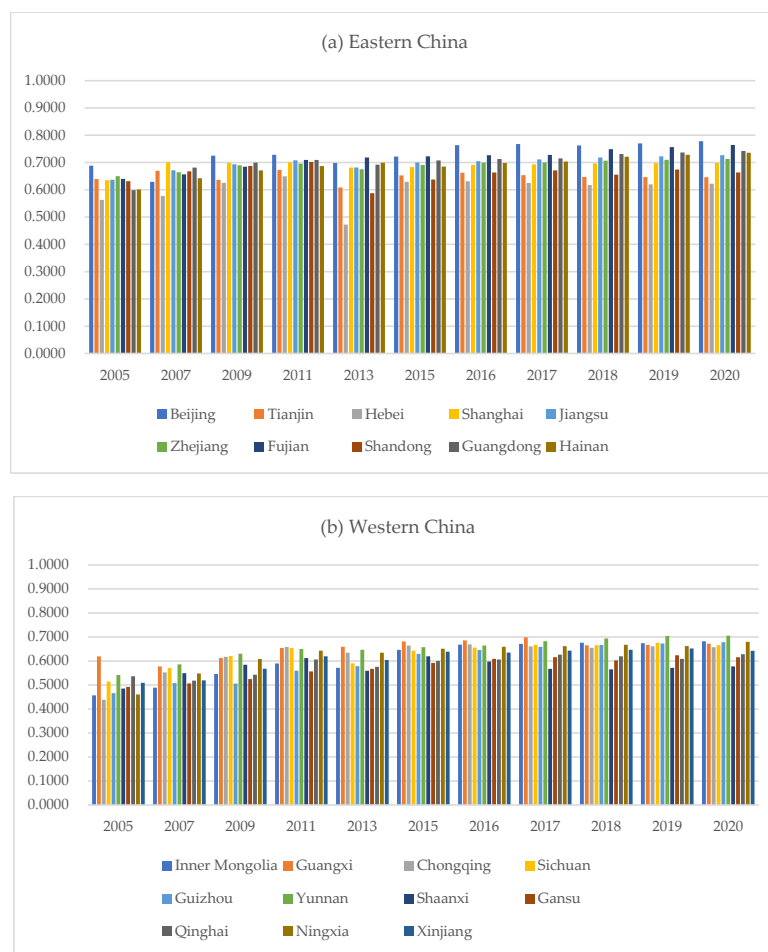 (a) Eastern China
1.0000
0.9000
0.8000
0.7000
0.6000
0.5000
0.4000
0.3000
0.2000
0.1000
0.0000
2005 2007 2009 2011 2013 2015 2016 2017 2018 2019 2020
Beijing Tianjin Hebei Shanghai Jiangsu
Zhejiang Fujian Shandong Guangdong Hainan
(b) Western China
1.0000
0.9000
0.8000
0.7000
0.6000
0.5000
0.4000
0.3000
0.2000
0.1000
0.0000
2005 2007 2009 2011 2013 2015 2016 2017 2018 2019 2020
Inner Mongolia Guangxi Chongqing Sichuan
Guizhou Yunnan Shaanxi Gansu
Qinghai Ningxia Xinjiang